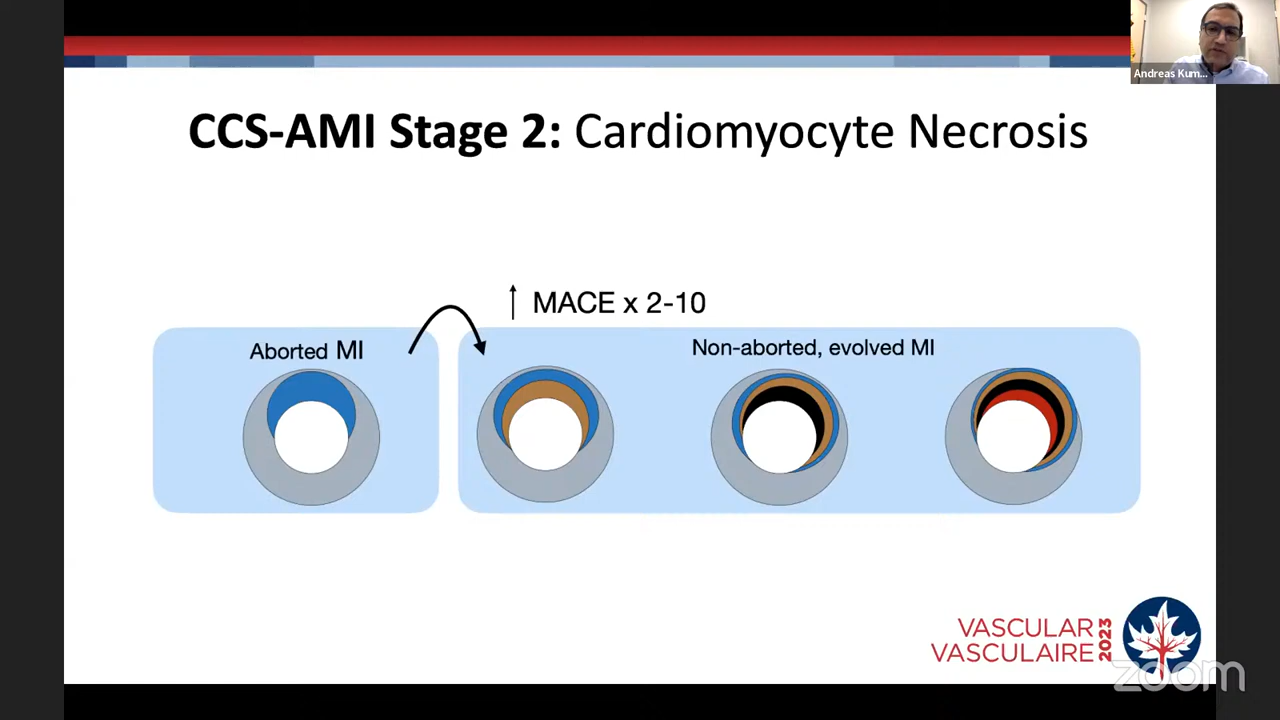 Andreas Kum...
CCS-AMI Stage 2: Cardiomyocyte Necrosis
↑ MACE x 2-10
Aborted MI
Non-aborted, evolved MI
VASCULAR
VASCULAIRE
2023
zoom